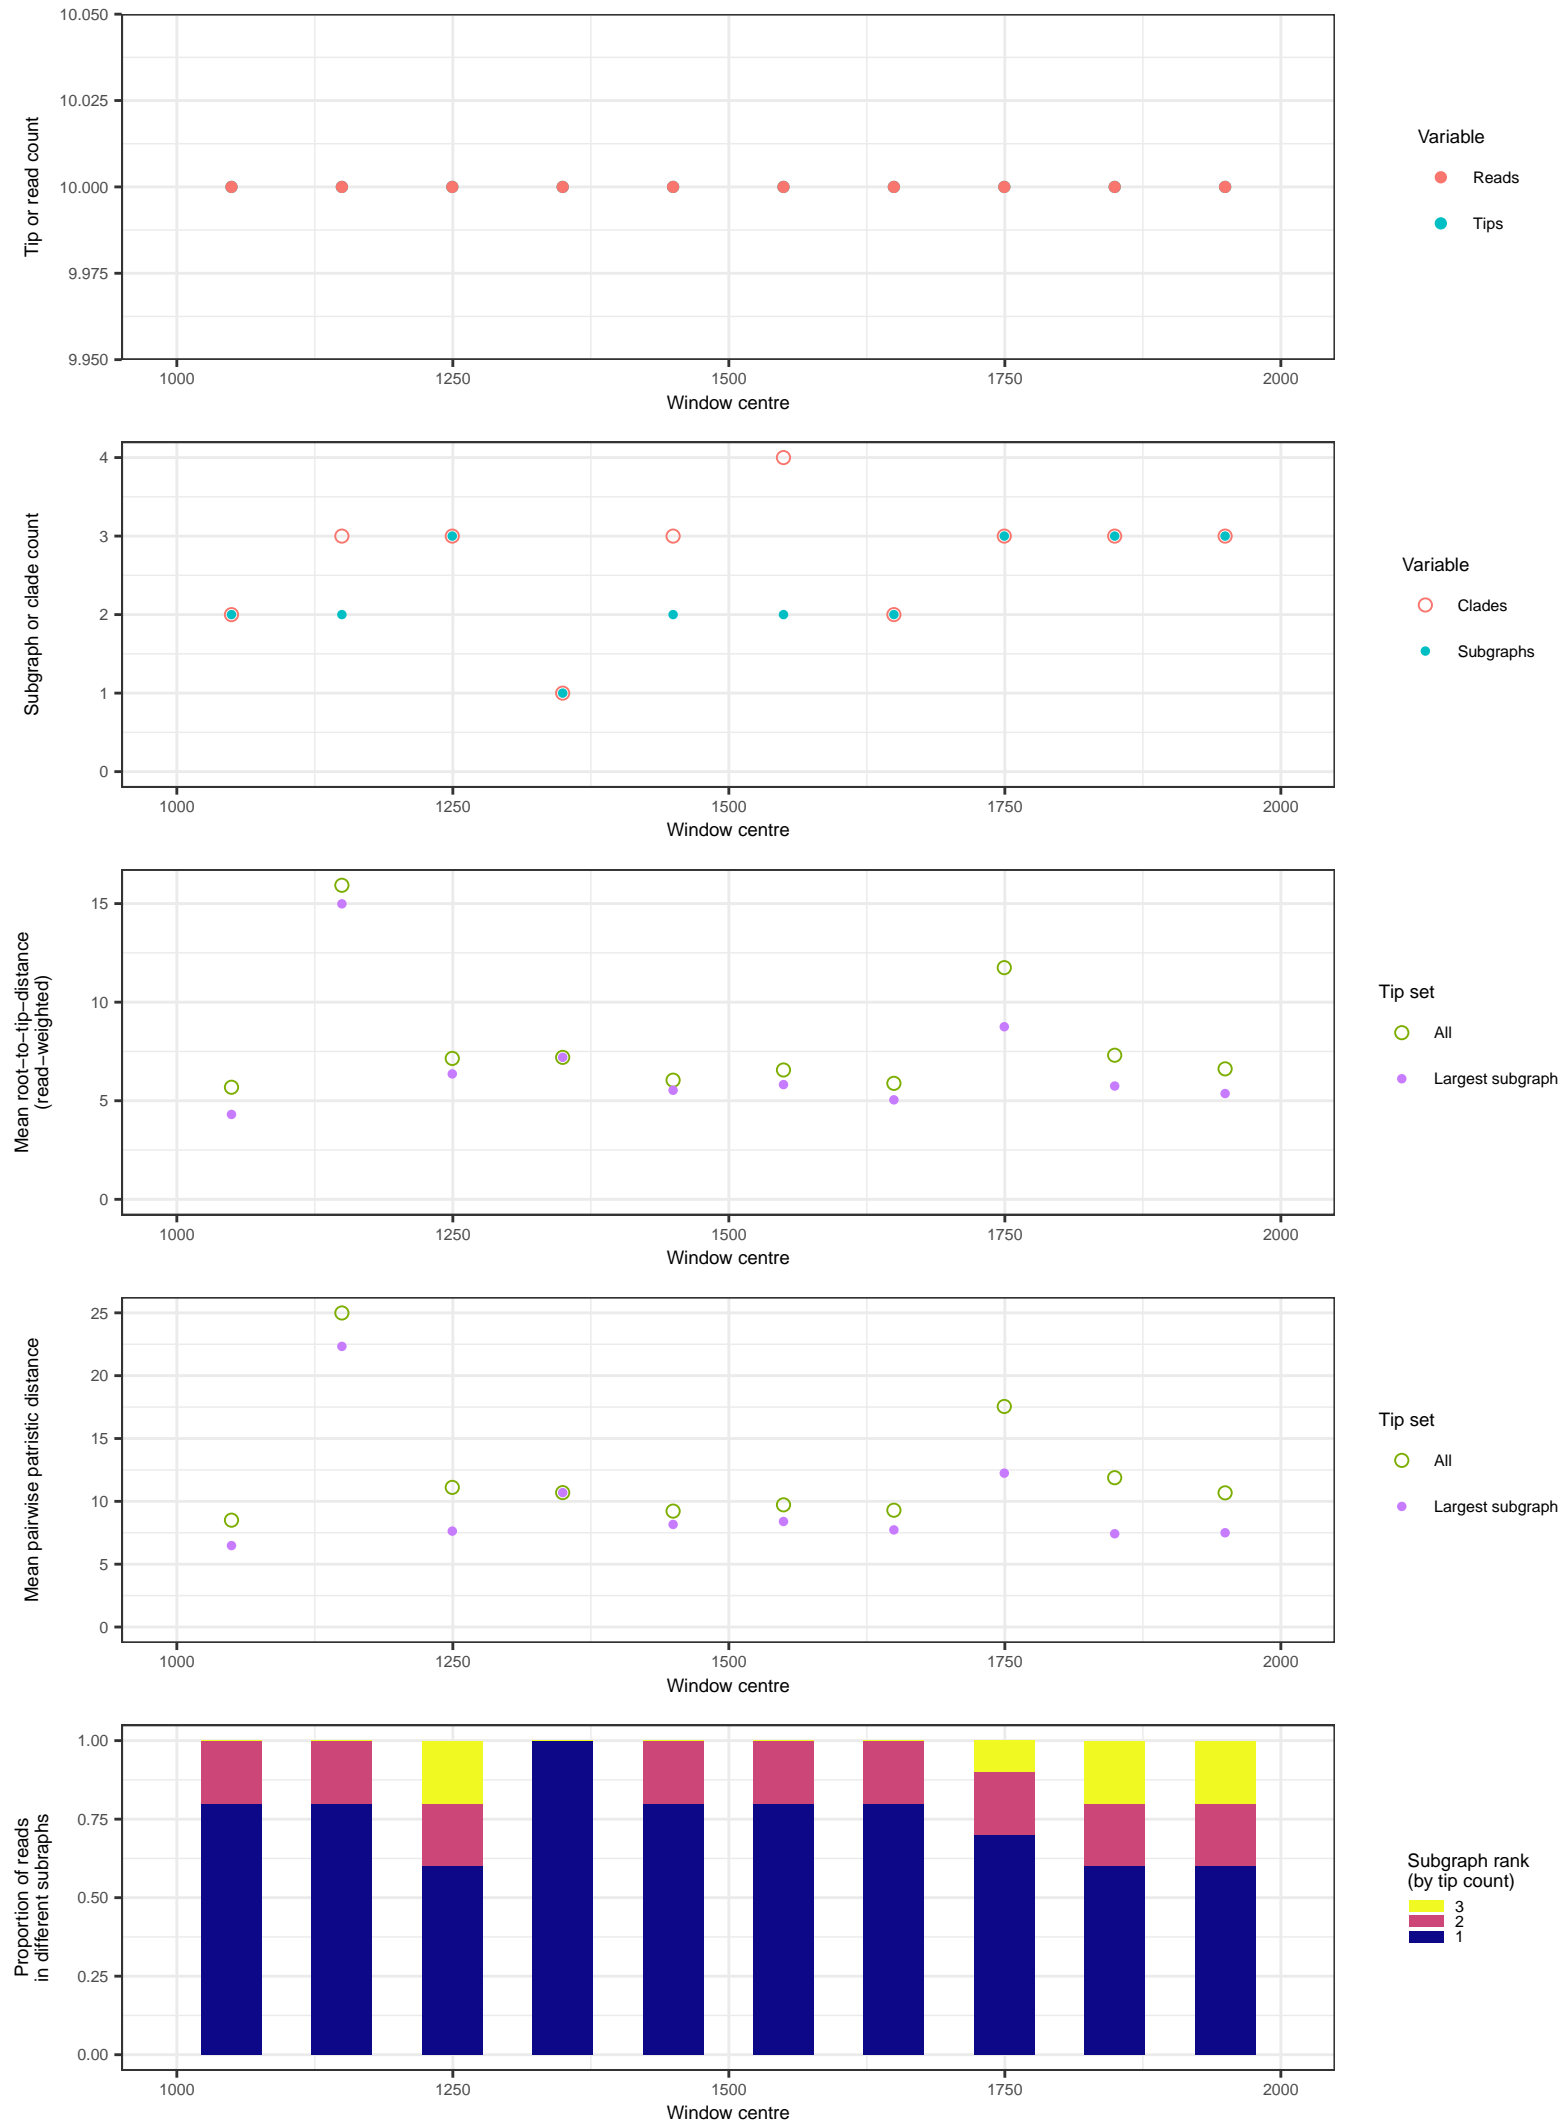 10.050
10.025
10.000
9.975
9.950
Tip or read count
1000 1250 1500 1750 2000
Window centre
Variable
Reads
Tips
4
3
2
1
0
Subgraph or clade count
1000 1250 1500 1750 2000
Window centre
Variable
Clades
Subgraphs
15
10
5
0
Mean root−to−tip−distance
(read−weighted)
1000 1250 1500 1750 2000
Window centre
Tip set
All
Largest subgraph
25
20
15
10
5
0
Mean pairwise patristic distance
1000 1250 1500 1750 2000
Window centre
Tip set
All
Largest subgraph
1.00
0.75
0.50
0.25
0.00
Proportion of reads
in different subraphs
1000 1250 1500 1750 2000
Window centre
Subgraph rank
(by tip count)
3
2
1